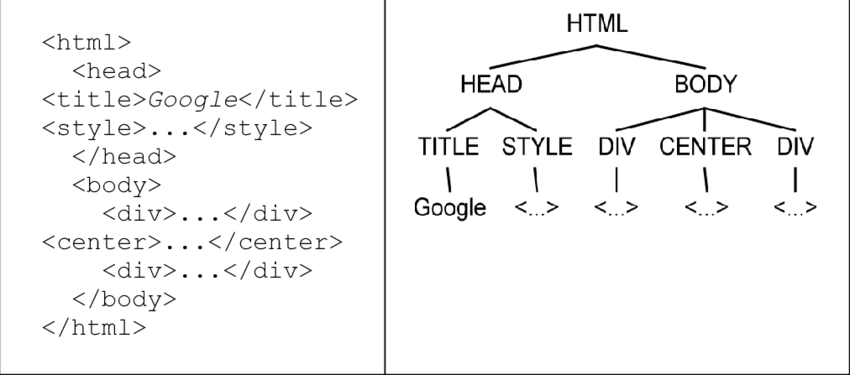 <html>
<head>
<title>Google</title>
<style>...</style>
</head>
<body>
<div>...</div>
<center>...</center>
<div>...</div>
</body>
</html>
HTML
HEAD BODY
TITLE STYLE DIV CENTER DIV
Google <...> <...> <...> <...>